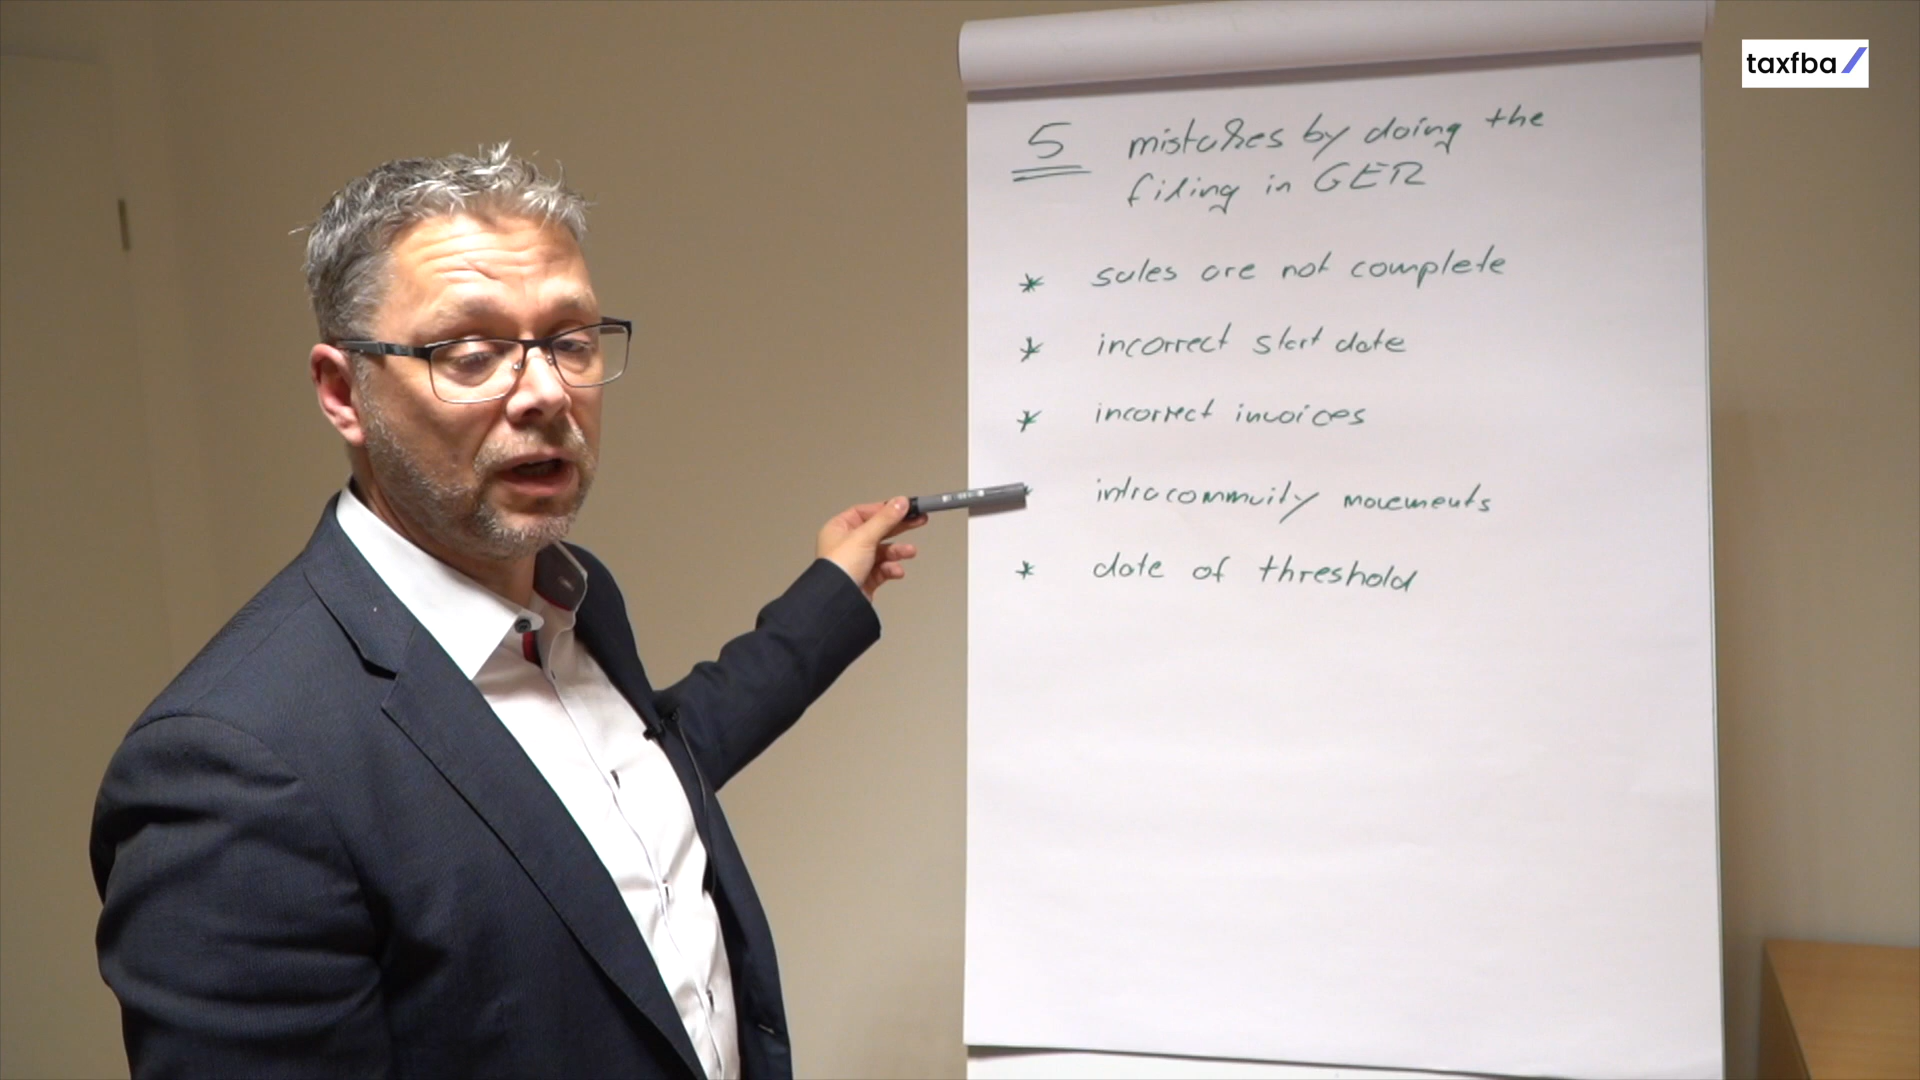 taxfba
5 mistakes by doing the
filing in GER
* sales are not complete
* incorrect start date
* incorrect invoices
* intracommuity movements
* date of threshold